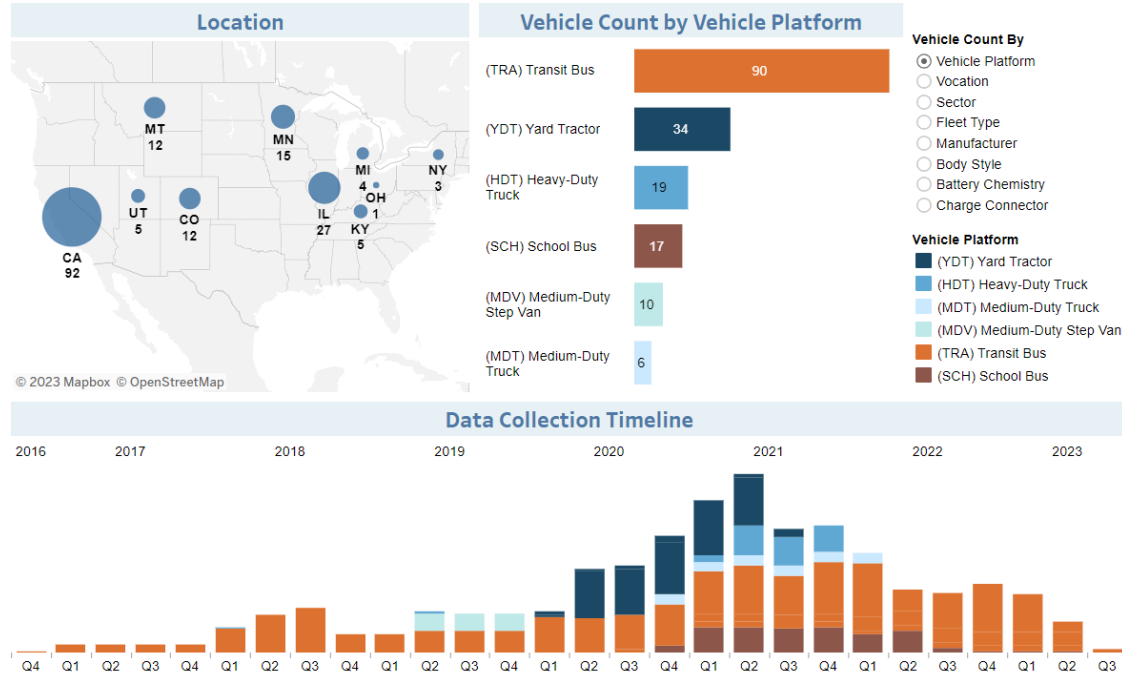 Location
MT
12
MN
15
MI
4
NY
3
OH
1
UT
5
CO
12
IL
27
KY
5
CA
92
© 2023 Mapbox © OpenStreetMap
Vehicle Count by Vehicle Platform
(TRA) Transit Bus
90
(YDT) Yard Tractor
34
(HDT) Heavy-Duty
Truck
19
(SCH) School Bus
17
(MDV) Medium-Duty
Step Van
10
(MDT) Medium-Duty
Truck
6
Vehicle Count By
Vehicle Platform
Vocation
Sector
Fleet Type
Manufacturer
Body Style
Battery Chemistry
Charge Connector
Vehicle Platform
(YDT) Yard Tractor
(HDT) Heavy-Duty Truck
(MDT) Medium-Duty Truck
(MDV) Medium-Duty Step Van
(TRA) Transit Bus
(SCH) School Bus
Data Collection Timeline
2016 2017 2018 2019 2020 2021 2022 2023
Q4 Q1 Q2 Q3 Q4 Q1 Q2 Q3 Q4 Q1 Q2 Q3 Q4 Q1 Q2 Q3 Q4 Q1 Q2 Q3 Q4 Q1 Q2 Q3 Q4 Q1 Q2 Q3